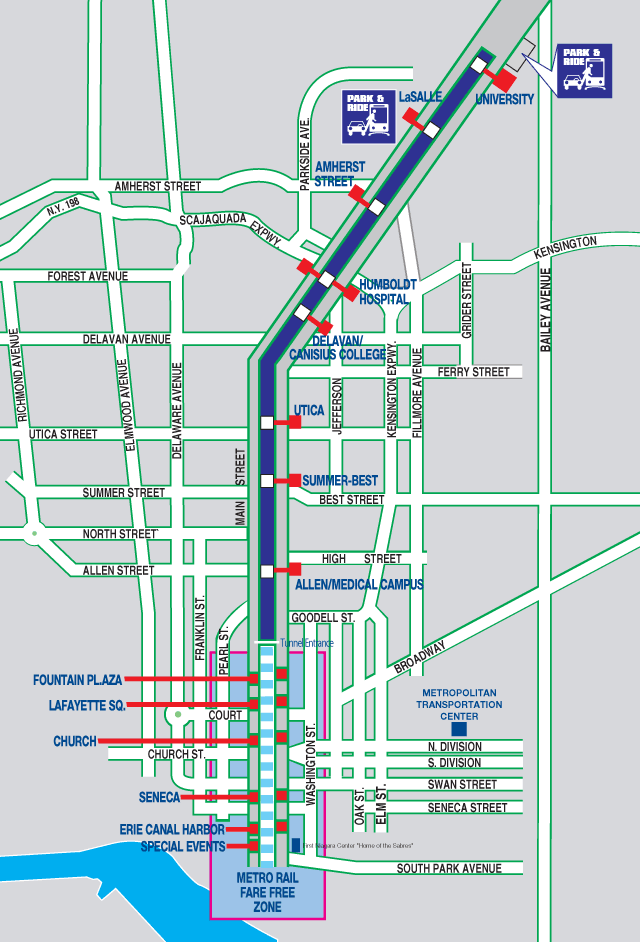 PARK &
RIDE
PARK &
RIDE
LaSALLE
UNIVERSITY
PARKSIDE AVE.
AMHERST
STREET
AMHERST STREET
N.Y. 198
SCAJAQUADA
EXPWY.
KENSINGTON
FOREST AVENUE
HUMBOLDT
HOSPITAL
GRIDER STREET
BAILEY AVENUE
RICHMOND AVENUE
DELAVAN AVENUE
DELAVAN/
CANISIUS COLLEGE
ELMWOOD AVENUE
DELAWARE AVENUE
JEFFERSON
KENSINGTON EXPWY.
FILLMORE AVENUE
FERRY STREET
UTICA
UTICA STREET
MAIN STREET
SUMMER-BEST
SUMMER STREET
BEST STREET
NORTH STREET
HIGH STREET
ALLEN STREET
ALLEN/MEDICAL CAMPUS
FRANKLIN ST.
PEARL ST.
GOODELL ST.
Tunnel Entrance
BROADWAY
FOUNTAIN PL.AZA
LAFAYETTE SQ.
COURT
METROPOLITAN
TRANSPORTATION
CENTER
CHURCH
CHURCH ST.
WASHINGTON ST.
N. DIVISION
S. DIVISION
SWAN STREET
SENECA
OAK ST.
ELM ST.
SENECA STREET
ERIE CANAL HARBOR
SPECIAL EVENTS
First Niagara Center "Home of the Sabres"
SOUTH PARK AVENUE
METRO RAIL
FARE FREE
ZONE